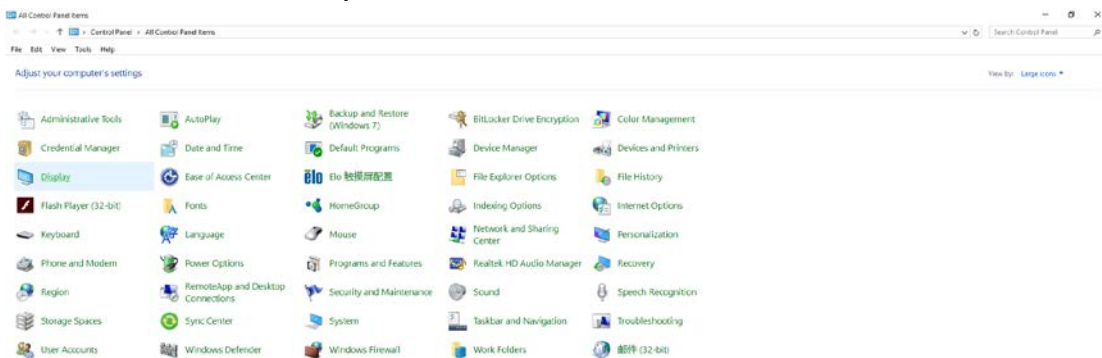 All Control Panel Items
Control Panel > All Control Panel Items
Search Control Panel
File Edit View Tools Help
Adjust your computer's settings
View by: Large icons
Administrative Tools
AutoPlay
Backup and Restore
(Windows 7)
BitLocker Drive Encryption
Color Management
Credential Manager
Date and Time
Default Programs
Device Manager
Devices and Printers
Display
Ease of Access Center
elo Elo 触摸屏配置
File Explorer Options
File History
Flash Player (32-bit)
Fonts
HomeGroup
Indexing Options
Internet Options
Keyboard
Language
Mouse
Network and Sharing
Center
Personalization
Phone and Modem
Power Options
Programs and Features
Realtek HD Audio Manager
Recovery
Region
RemoteApp and Desktop
Connections
Security and Maintenance
Sound
Speech Recognition
Storage Spaces
Sync Center
System
Taskbar and Navigation
Troubleshooting
User Accounts
Windows Defender
Windows Firewall
Work Folders
邮件 (32-bit)